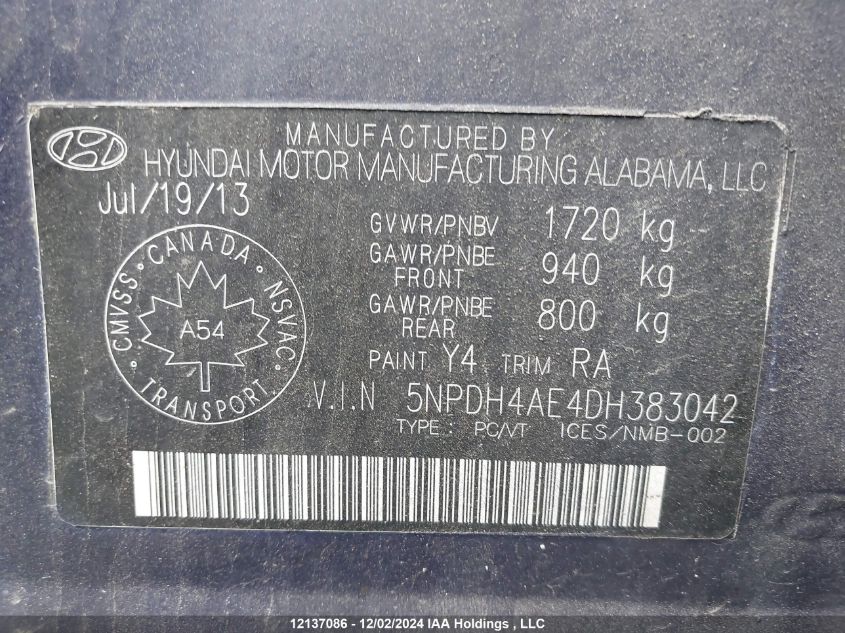 MANUFACTURED BY
HYUNDAI MOTOR MANUFACTURING ALABAMA, LLC
Jul/19/13
GVWR/PNBV 1720 kg
GAWR/PNBE FRONT 940 kg
GAWR/PNBE REAR 800 kg
PAINT Y4 TRIM RA
CANADA
CMVSS
NSVAC
A54
TRANSPORT
V.I.N 5NPDH4AE4DH383042
TYPE: PC/VT ICES/NMB-002
12137086 - 12/02/2024 IAA Holdings , LLC